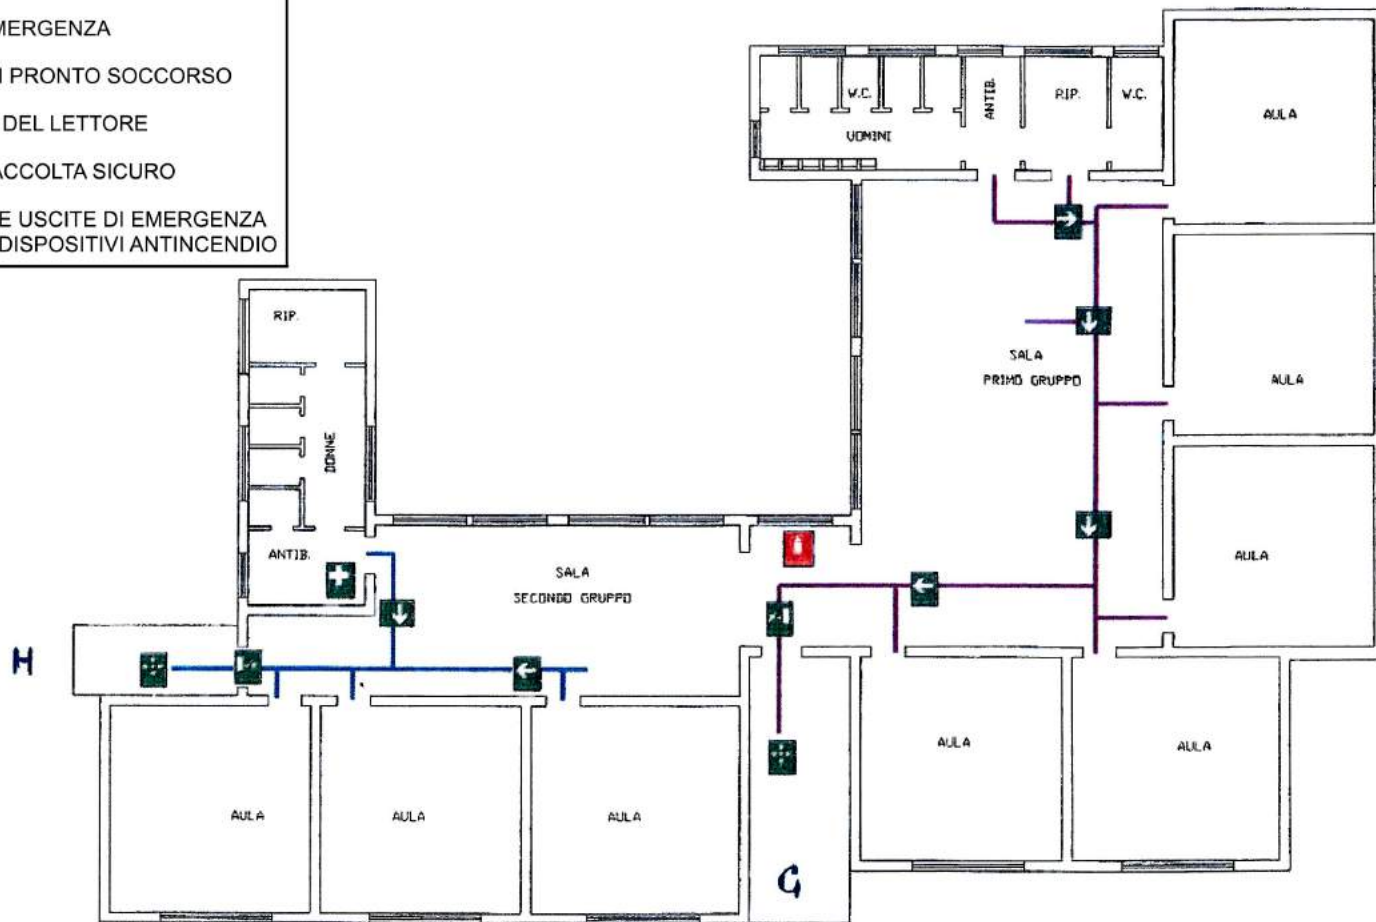 MERGENZA
I PRONTO SOCCORSO
DEL LETTORE
ACCOLTA SICURO
E USCITE DI EMERGENZA
DISPOSITIVI ANTINCENDIO
W.C.
ANTIB.
RIP.
W.C.
UOMINI
AULA
RIP.
SALA
PRIMO GRUPPO
AULA
DONNE
ANTIB.
SALA
SECONDO GRUPPO
AULA
H
AULA
AULA
AULA
AULA
AULA
G